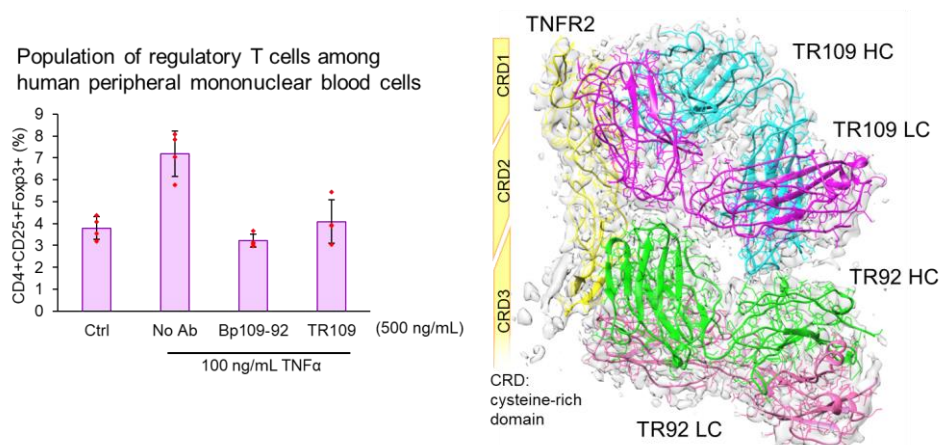 Population of regulatory T cells among
human peripheral mononuclear blood cells
CD4+CD25+Foxp3+ (%)
9
8
7
6
5
4
3
2
1
0
Ctrl No Ab Bp109-92 TR109 (500 ng/mL)
100 ng/mL TNFα
TNFR2
CRD1
CRD2
CRD3
CRD:
cysteine-rich
domain
TR109 HC
TR109 LC
TR92 HC
TR92 LC